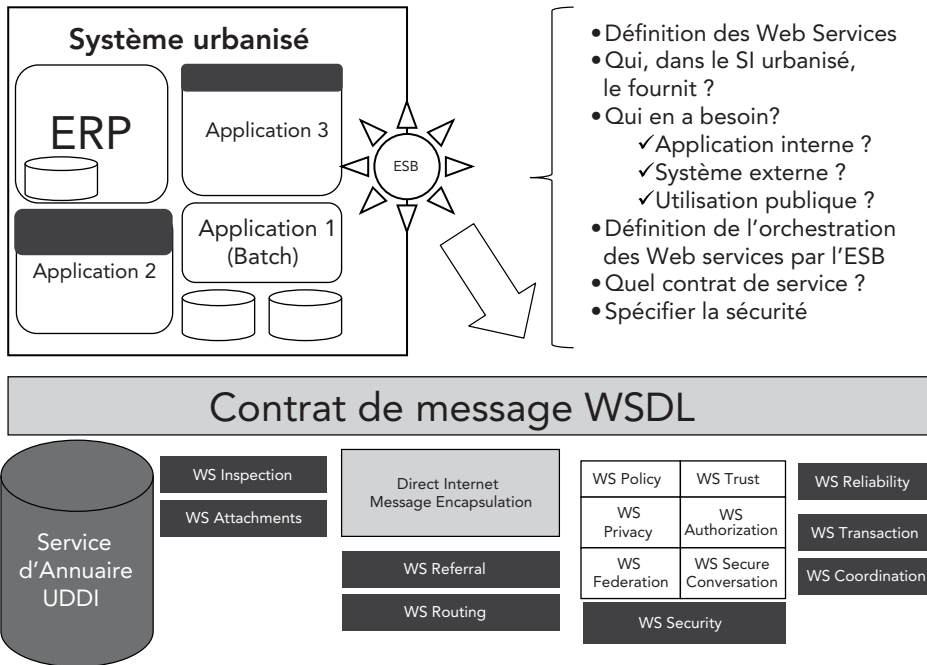 Système urbanisé
ERP
Application 3
Application 2
Application 1
(Batch)
ESB
•Définition des Web Services
•Qui, dans le SI urbanisé,
le fournit ?
•Qui en a besoin?
✓Application interne ?
✓Système externe ?
✓Utilisation publique ?
•Définition de l’orchestration
des Web services par l’ESB
•Quel contrat de service ?
•Spécifier la sécurité
Contrat de message WSDL
Service
d’Annuaire
UDDI
WS Inspection
WS Attachments
Direct Internet
Message Encapsulation
WS Referral
WS Routing
WS Policy
WS Trust
WS
Privacy
WS
Authorization
WS
Federation
WS Secure
Conversation
WS Security
WS Reliability
WS Transaction
WS Coordination